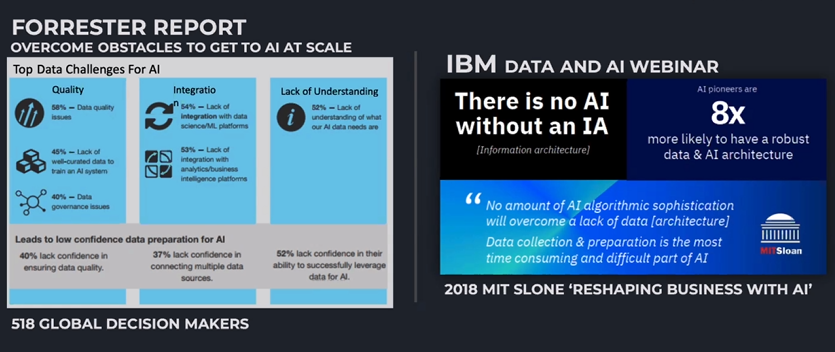 FORRESTER REPORT
OVERCOME OBSTACLES TO GET TO AI AT SCALE
Top Data Challenges For AI
Quality
58% — Data quality
issues
45% — Lack of
well-curated data to
train an AI system
40% — Data
governance issues
Integratio
n
54% — Lack of
integration with data
science/ML platforms
53% — Lack of
integration with
analytics/business
intelligence platforms
Lack of Understanding
52% — Lack of
understanding of what
our AI data needs are
Leads to low confidence data preparation for AI
40% lack confidence in
ensuring data quality.
37% lack confidence in
connecting multiple data
sources.
52% lack confidence in their
ability to successfully leverage
data for AI.
518 GLOBAL DECISION MAKERS
IBM DATA AND AI WEBINAR
There is no AI
without an IA
[Information architecture]
AI pioneers are
8x
more likely to have a robust
data & AI architecture
“ No amount of AI algorithmic sophistication
will overcome a lack of data [architecture]
Data collection & preparation is the most
time consuming and difficult part of AI
MITSloan
2018 MIT SLONE ‘RESHAPING BUSINESS WITH AI’